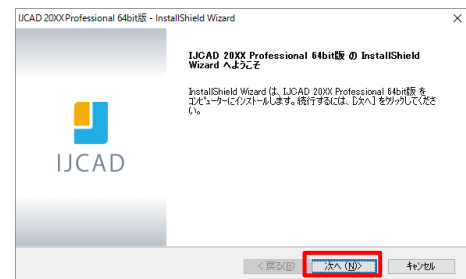 IJCAD 20XX Professional 64bit版 - InstallShield Wizard
IJCAD 20XX Professional 64bit版 の InstallShield
Wizard へようこそ
InstallShield Wizard は、IJCAD 20XX Professional 64bit版 を
コンピューターにインストールします。続行するには、[次へ] をクリックしてくださ
い。
IJCAD
< 戻る(B)
次へ (N)>
キャンセル